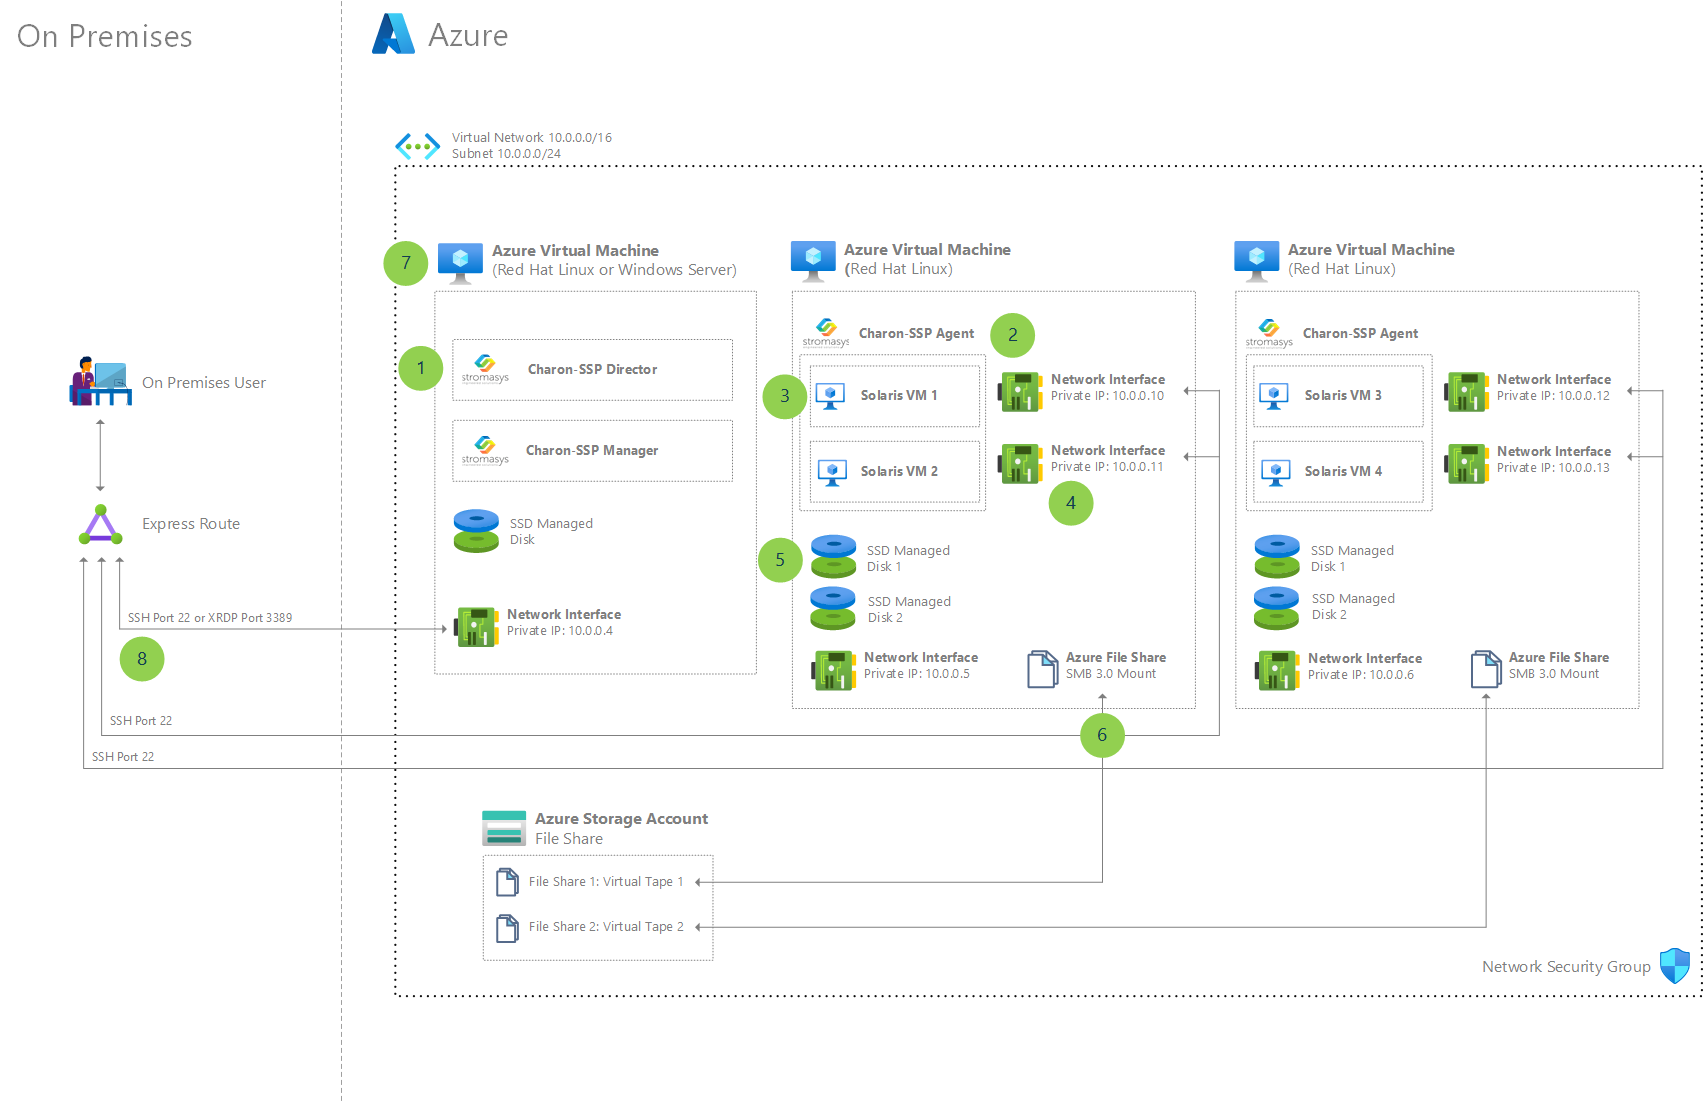 On Premises
Azure
Virtual Network 10.0.0.0/16
Subnet 10.0.0.0/24
7
Azure Virtual Machine
(Red Hat Linux or Windows Server)
1
stromasys
Charon-SSP Director
stromasys
Charon-SSP Manager
SSD Managed
Disk
Network Interface
Private IP: 10.0.0.4
Azure Virtual Machine
(Red Hat Linux)
stromasys
Charon-SSP Agent
2
3
Solaris VM 1
Solaris VM 2
Network Interface
Private IP: 10.0.0.10
Network Interface
Private IP: 10.0.0.11
4
5
SSD Managed
Disk 1
SSD Managed
Disk 2
Network Interface
Private IP: 10.0.0.5
Azure File Share
SMB 3.0 Mount
6
Azure Virtual Machine
(Red Hat Linux)
stromasys
Charon-SSP Agent
Solaris VM 3
Solaris VM 4
Network Interface
Private IP: 10.0.0.12
Network Interface
Private IP: 10.0.0.13
SSD Managed
Disk 1
SSD Managed
Disk 2
Network Interface
Private IP: 10.0.0.6
Azure File Share
SMB 3.0 Mount
On Premises User
Express Route
SSH Port 22 or XRDP Port 3389
8
SSH Port 22
SSH Port 22
Azure Storage Account
File Share
File Share 1: Virtual Tape 1
File Share 2: Virtual Tape 2
Network Security Group